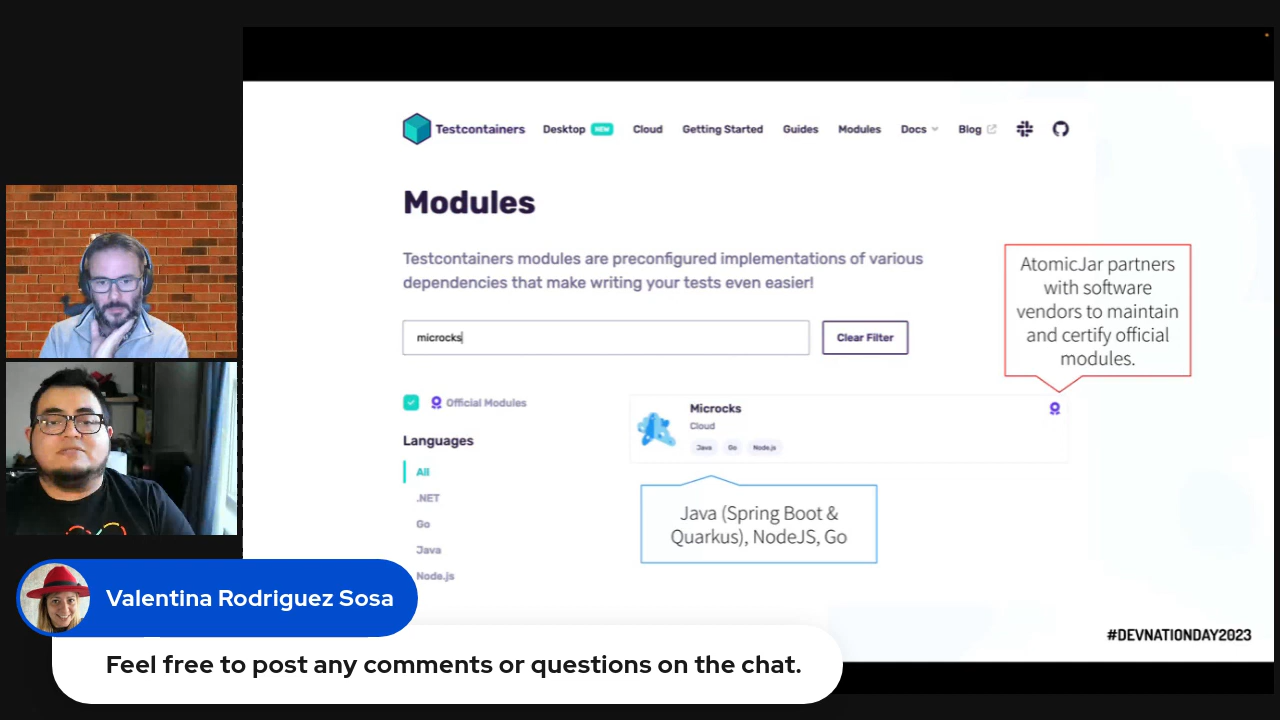 Testcontainers Desktop NEW Cloud Getting Started Guides Modules Docs Blog
Modules
Testcontainers modules are preconfigured implementations of various
dependencies that make writing your tests even easier!
microcks
Clear Filter
AtomicJar partners
with software
vendors to maintain
and certify official
modules.
Official Modules
Languages
All
.NET
Go
Java
Node.js
Microcks
Cloud
Java Go Node.js
Java (Spring Boot &
Quarkus), NodeJS, Go
#DEVNATIONDAY2023
Valentina Rodriguez Sosa
Feel free to post any comments or questions on the chat.